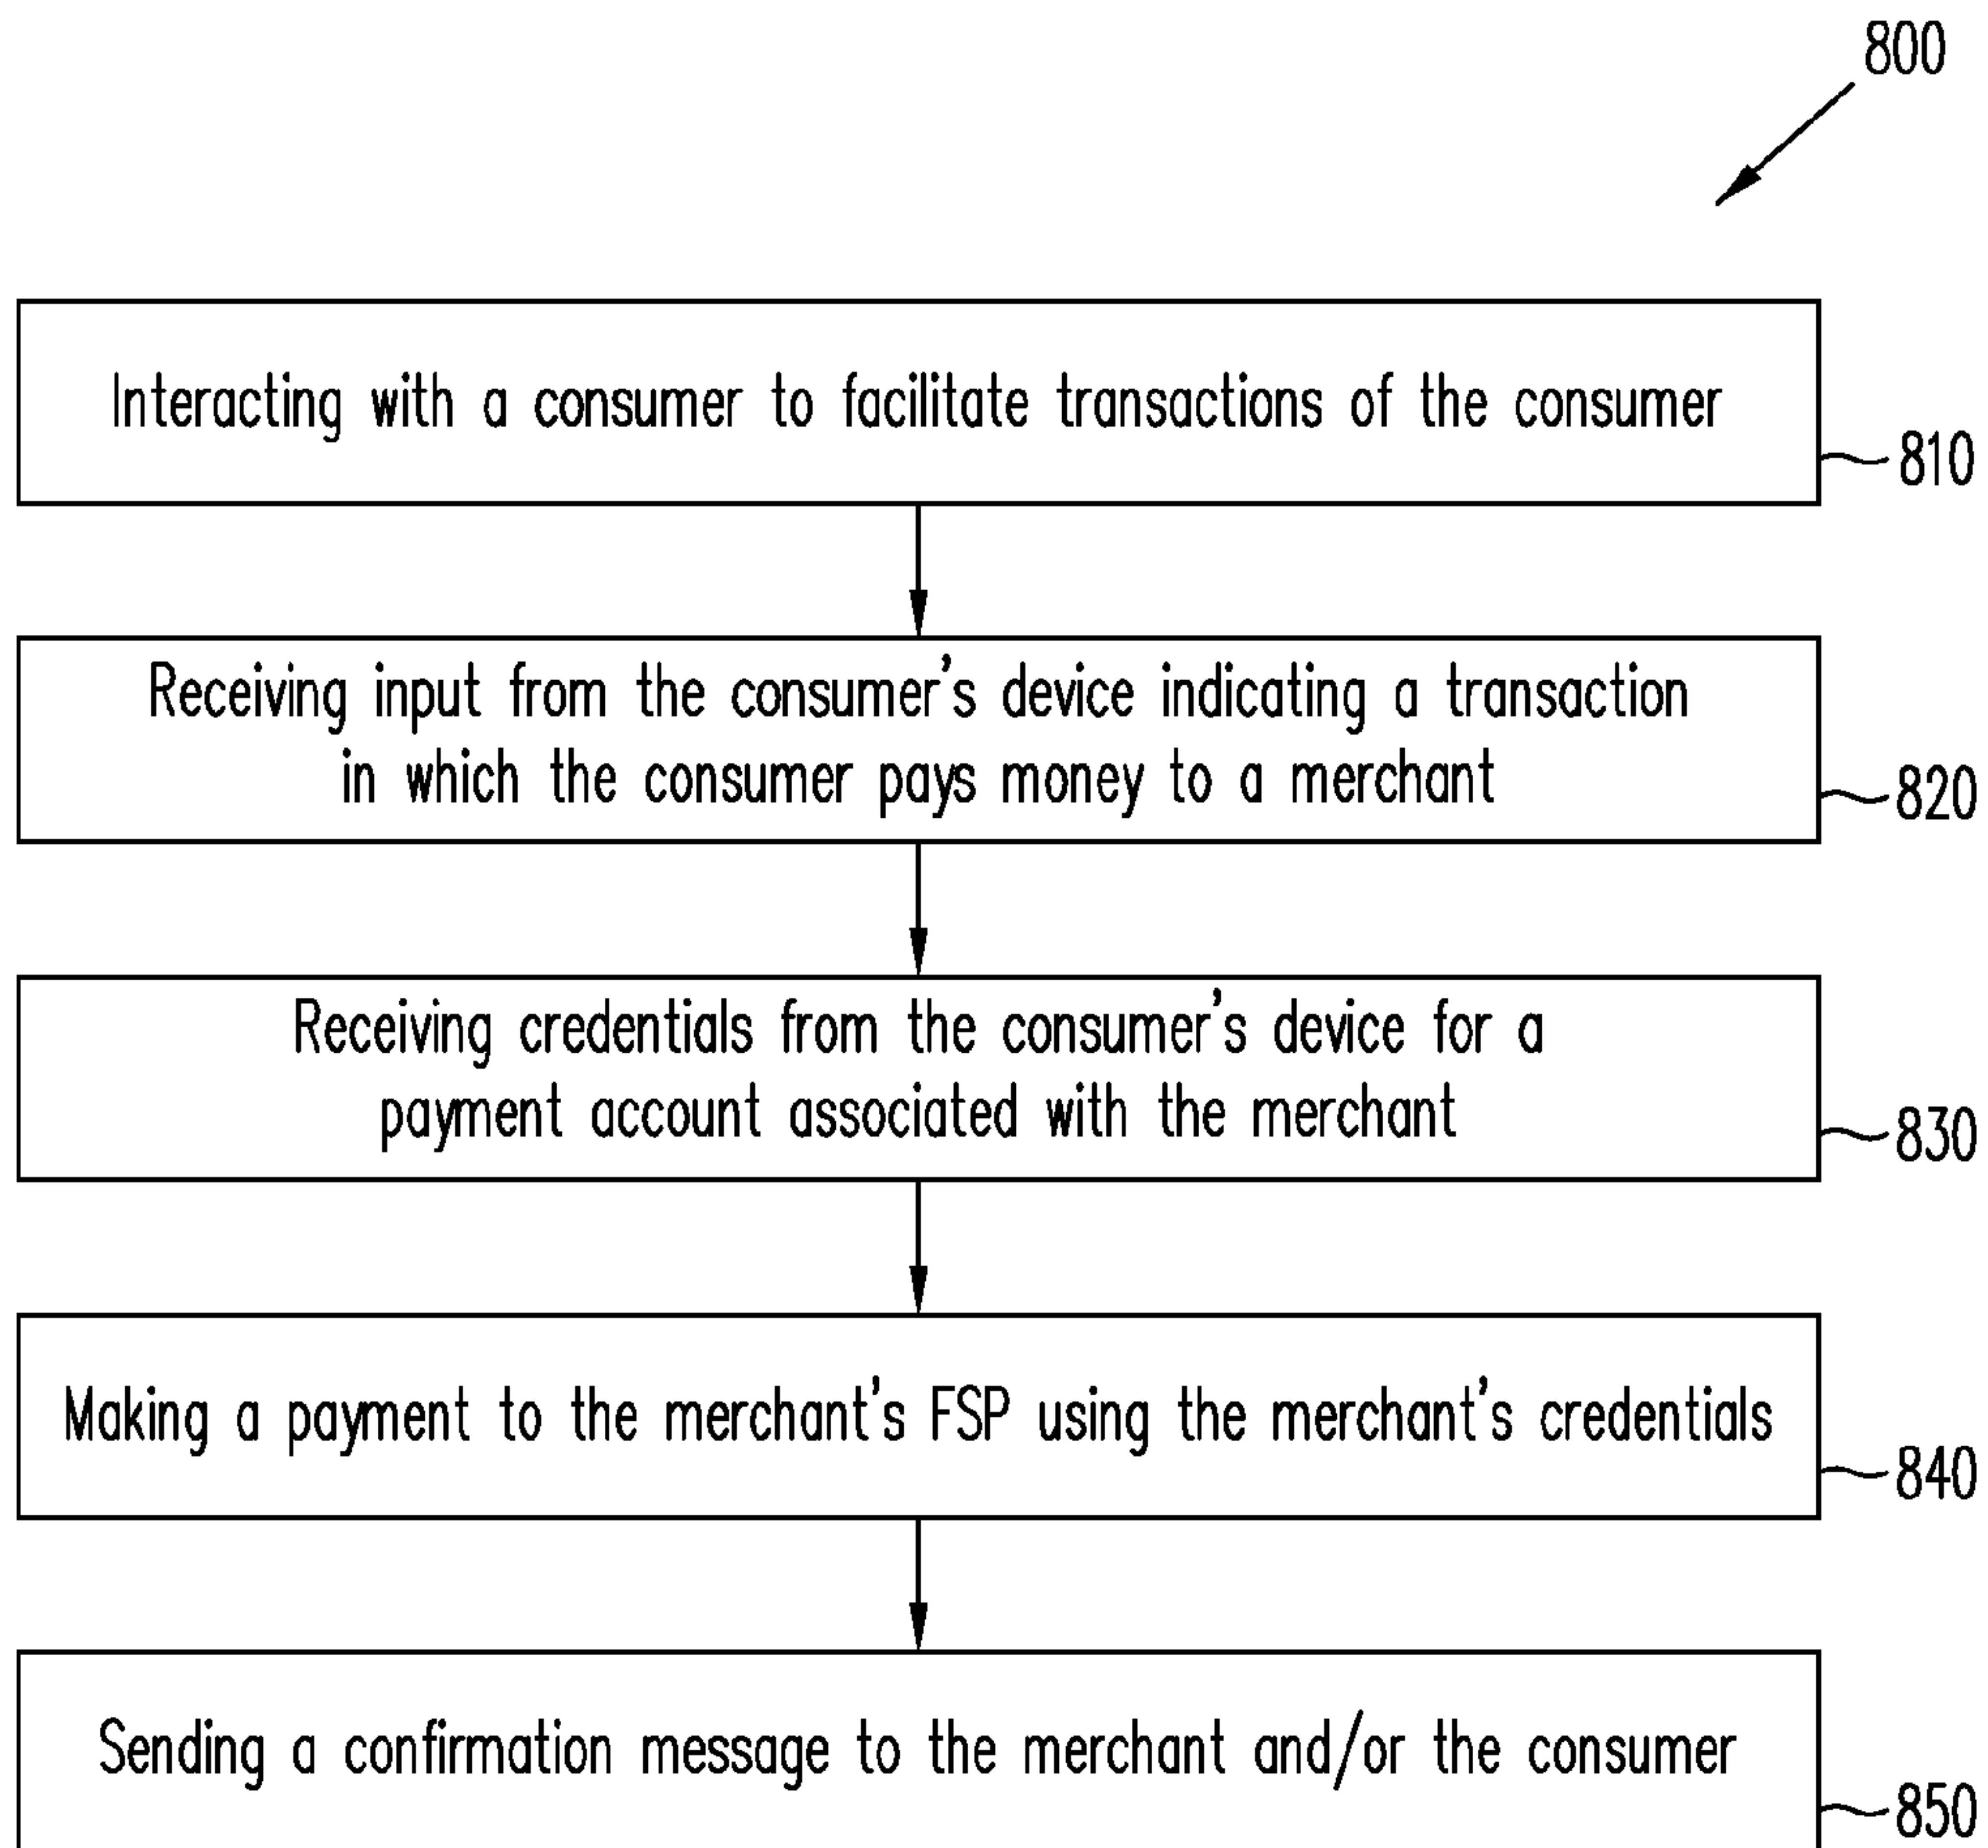 800
Interacting with a consumer to facilitate transactions of the consumer
810
Receiving input from the consumer's device indicating a transaction
in which the consumer pays money to a merchant
820
Receiving credentials from the consumer's device for a
payment account associated with the merchant
830
Making a payment to the merchant's FSP using the merchant's credentials
840
Sending a confirmation message to the merchant and/or the consumer
850